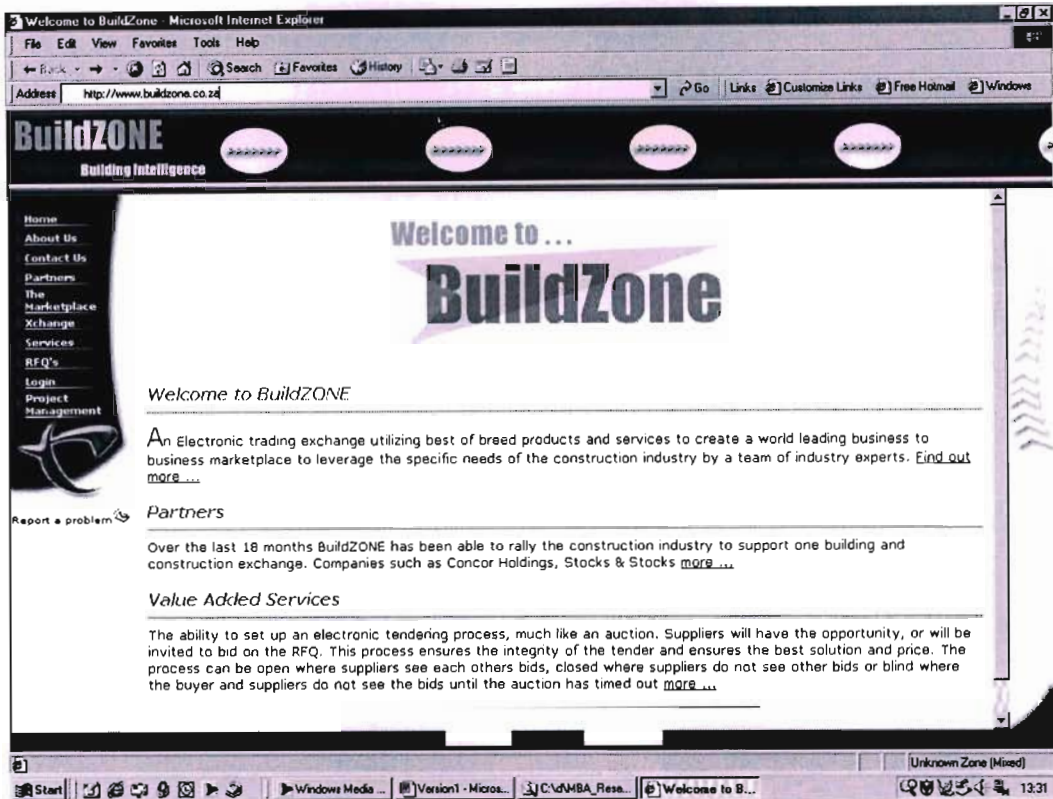 Welcome to BuildZone - Microsoft Internet Explorer
File Edit View Favorites Tools Help
Back Search Favorites History
Address http://www.buildzone.co.za Go Links Customize Links Free Hotmail Windows
BuildZONE
Building Intelligence
Home
About Us
Contact Us
Partners
The
Marketplace
Xchange
Services
RFQ's
Login
Project
Management
Report a problem
Welcome to ...
BuildZone
Welcome to BuildZONE
An Electronic trading exchange utilizing best of breed products and services to create a world leading business to
business marketplace to leverage the specific needs of the construction industry by a team of industry experts. Find out
more ...
Partners
Over the last 18 months BuildZONE has been able to rally the construction industry to support one building and
construction exchange. Companies such as Concor Holdings, Stocks & Stocks more ...
Value Added Services
The ability to set up an electronic tendering process, much like an auction. Suppliers will have the opportunity, or will be
invited to bid on the RFQ. This process ensures the integrity of the tender and ensures the best solution and price. The
process can be open where suppliers see each others bids, closed where suppliers do not see other bids or blind where
the buyer and suppliers do not see the bids until the auction has timed out more ...
Unknown Zone (Mixed)
Start Windows Media ... Version1 - Micros... C:\d\MBA_Rese... Welcome to B... 13:31